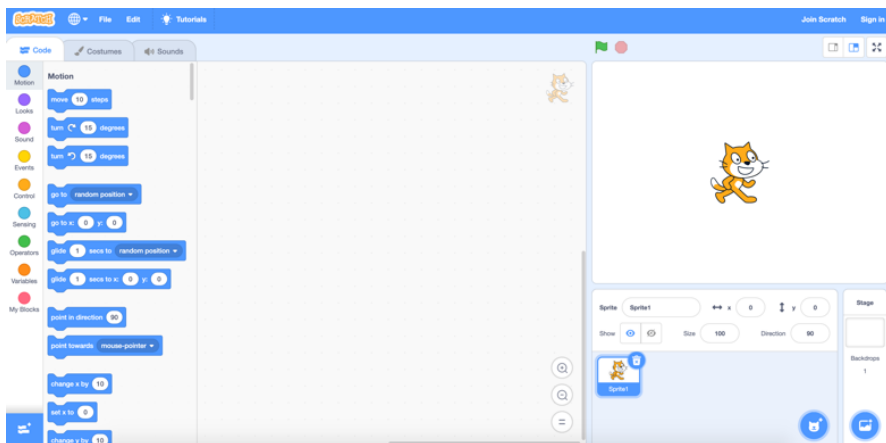 SCRATCH File Edit Tutorials Join Scratch Sign in
Code Costumes Sounds
Motion
Looks
Sound
Events
Control
Sensing
Operators
Variables
My Blocks
Motion
move 10 steps
turn 15 degrees
turn 15 degrees
go to random position
go to x: 0 y: 0
glide 1 secs to random position
glide 1 secs to x: 0 y: 0
point in direction 90
point towards mouse-pointer
change x by 10
set x to 0
change y by 10
Sprite Sprite1 x 0 y 0
Show Size 100 Direction 90
Sprite1
Stage
Backdrops
1